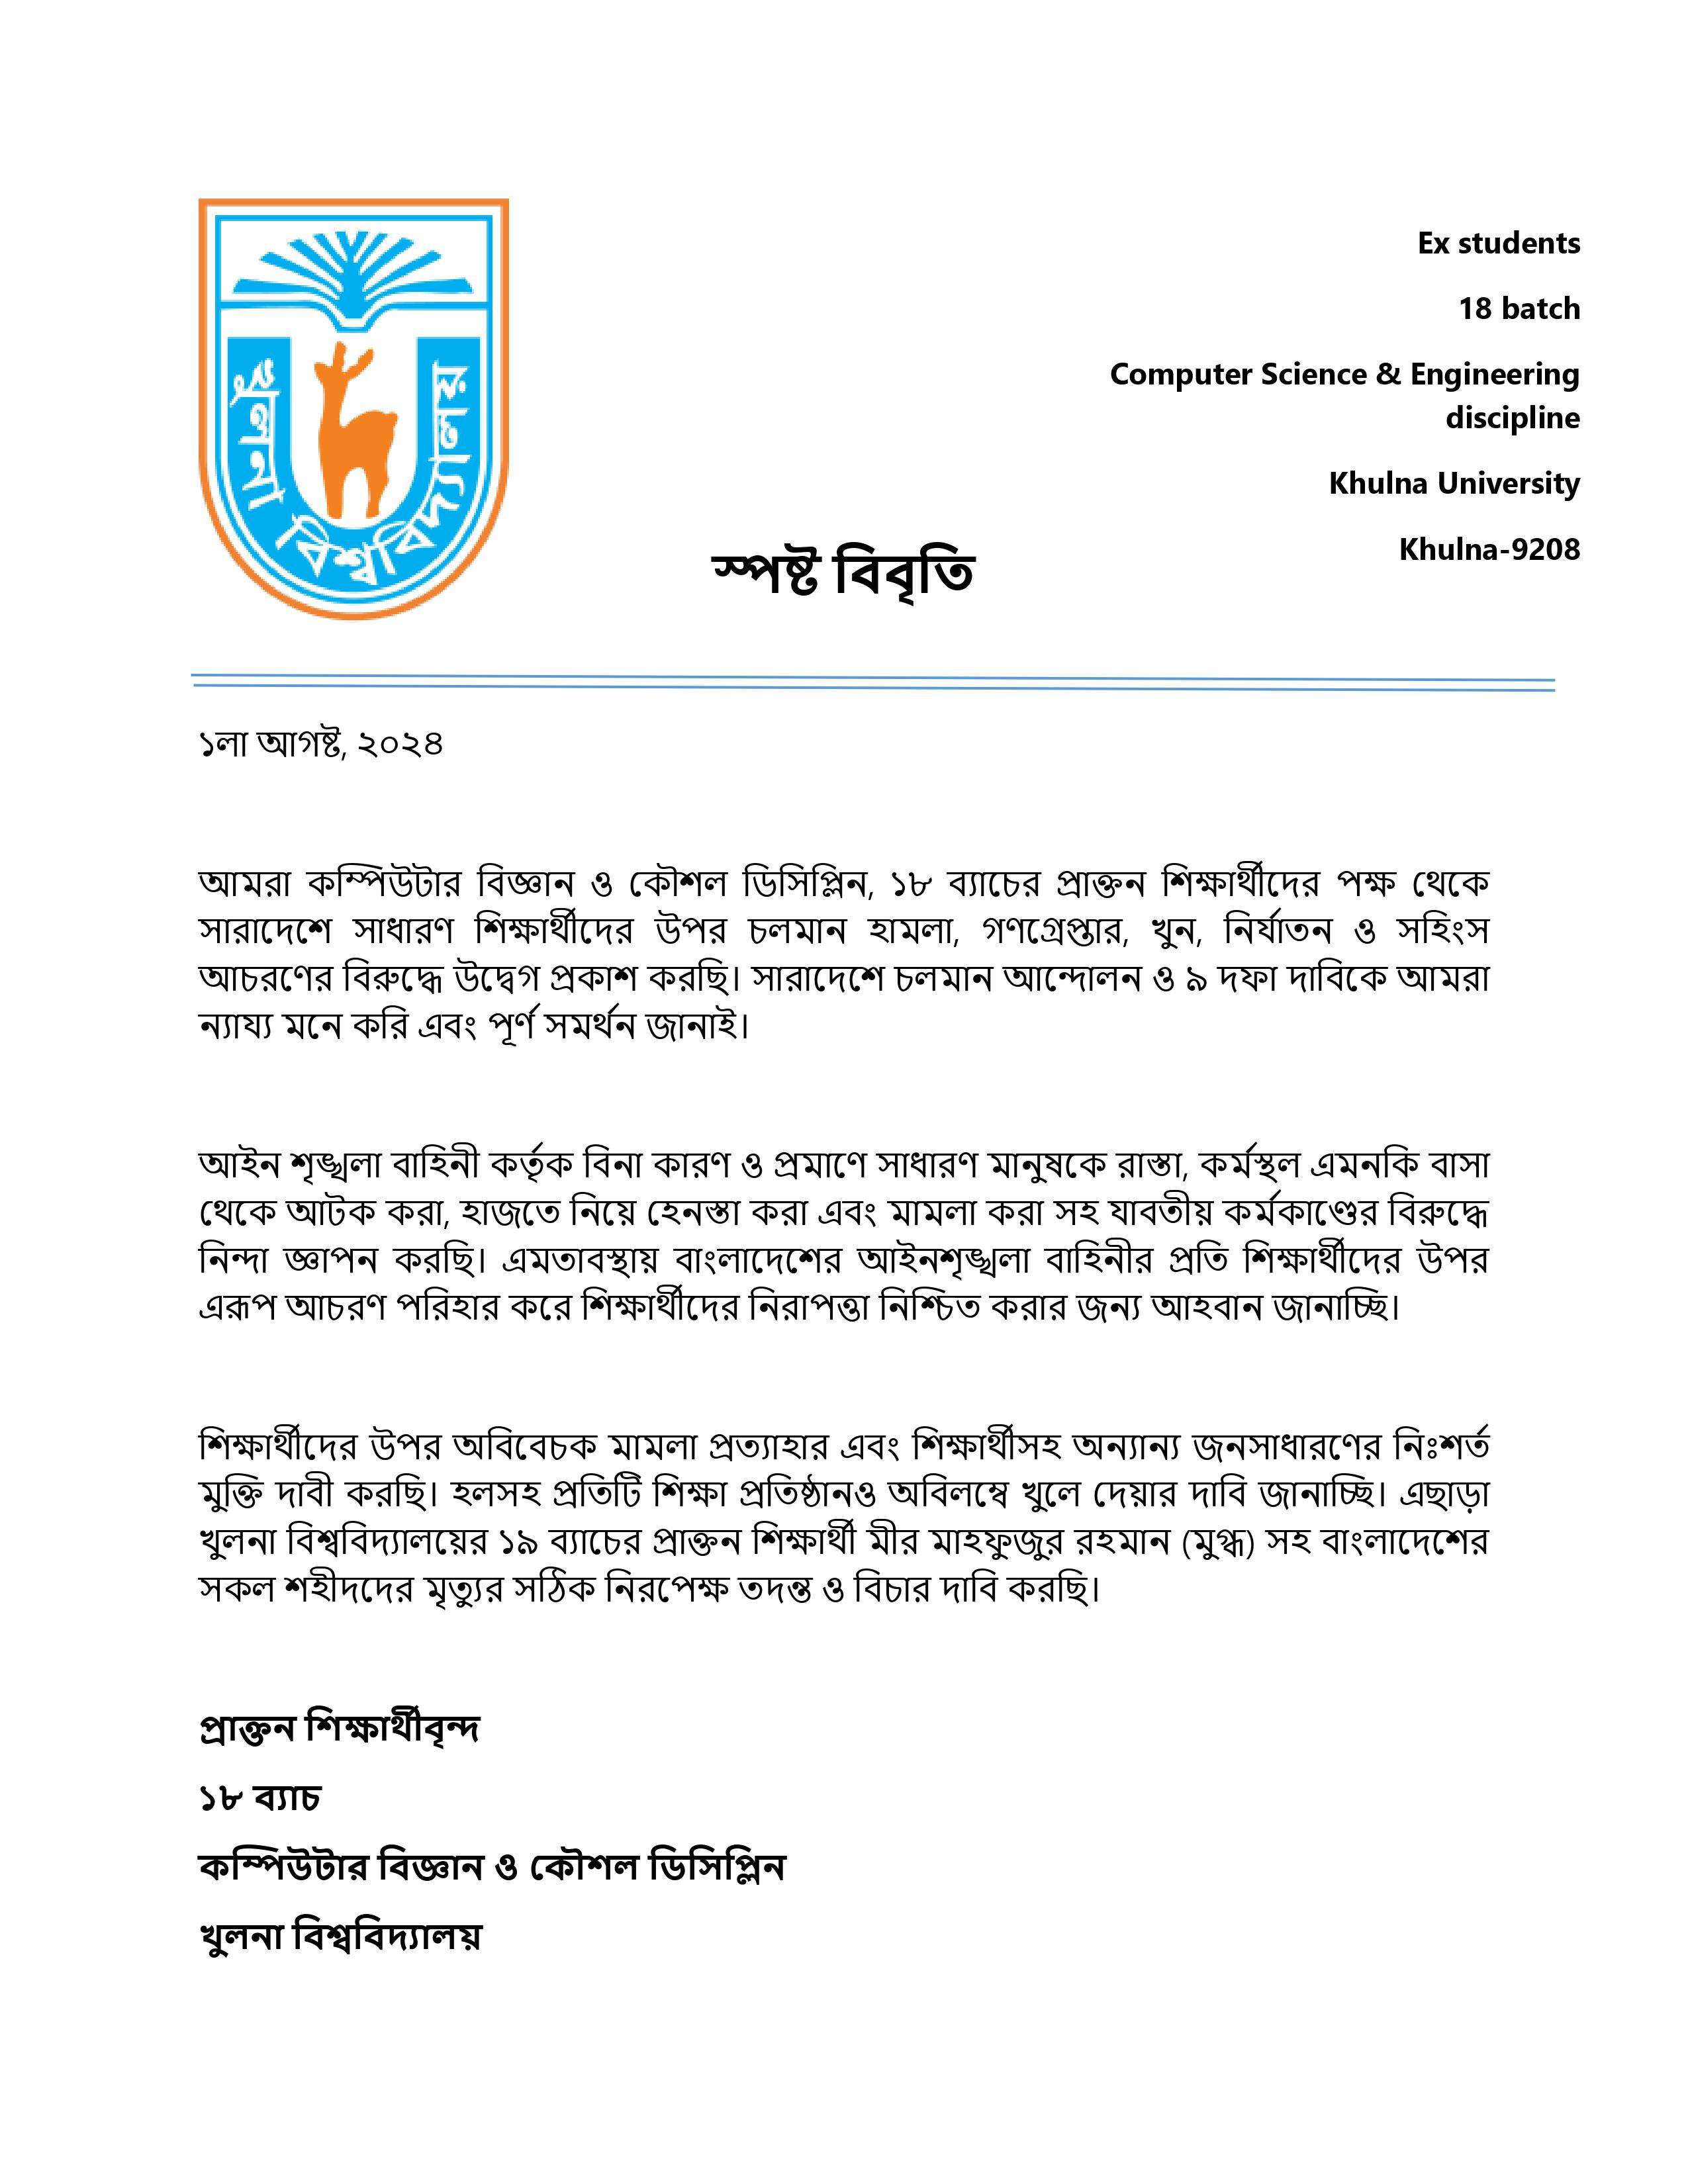 খুলনা বিশ্ববিদ্যালয়
Ex students
18 batch
Computer Science & Engineering
discipline
Khulna University
Khulna-9208
স্পষ্ট বিবৃতি
১লা আগষ্ট, ২০২৪
আমরা কম্পিউটার বিজ্ঞান ও কৌশল ডিসিপ্লিন, ১৮ ব্যাচের প্রাক্তন শিক্ষার্থীদের পক্ষ থেকে
সারাদেশে সাধারণ শিক্ষার্থীদের উপর চলমান হামলা, গণগ্রেপ্তার, খুন, নির্যাতন ও সহিংস
আচরণের বিরুদ্ধে উদ্বেগ প্রকাশ করছি। সারাদেশে চলমান আন্দোলন ও ৯ দফা দাবিকে আমরা
ন্যায্য মনে করি এবং পূর্ণ সমর্থন জানাই।
আইন শৃঙ্খলা বাহিনী কর্তৃক বিনা কারণ ও প্রমাণে সাধারণ মানুষকে রাস্তা, কর্মস্থল এমনকি বাসা
থেকে আটক করা, হাজতে নিয়ে হেনস্তা করা এবং মামলা করা সহ যাবতীয় কর্মকাণ্ডের বিরুদ্ধে
নিন্দা জ্ঞাপন করছি। এমতাবস্থায় বাংলাদেশের আইনশৃঙ্খলা বাহিনীর প্রতি শিক্ষার্থীদের উপর
এরূপ আচরণ পরিহার করে শিক্ষার্থীদের নিরাপত্তা নিশ্চিত করার জন্য আহবান জানাচ্ছি।
শিক্ষার্থীদের উপর অবিবেচক মামলা প্রত্যাহার এবং শিক্ষার্থীসহ অন্যান্য জনসাধারণের নিঃশর্ত
মুক্তি দাবী করছি। হলসহ প্রতিটি শিক্ষা প্রতিষ্ঠানও অবিলম্বে খুলে দেয়ার দাবি জানাচ্ছি। এছাড়া
খুলনা বিশ্ববিদ্যালয়ের ১৯ ব্যাচের প্রাক্তন শিক্ষার্থী মীর মাহফুজুর রহমান (মুগ্ধ) সহ বাংলাদেশের
সকল শহীদদের মৃত্যুর সঠিক নিরপেক্ষ তদন্ত ও বিচার দাবি করছি।
প্রাক্তন শিক্ষার্থীবৃন্দ
১৮ ব্যাচ
কম্পিউটার বিজ্ঞান ও কৌশল ডিসিপ্লিন
খুলনা বিশ্ববিদ্যালয়